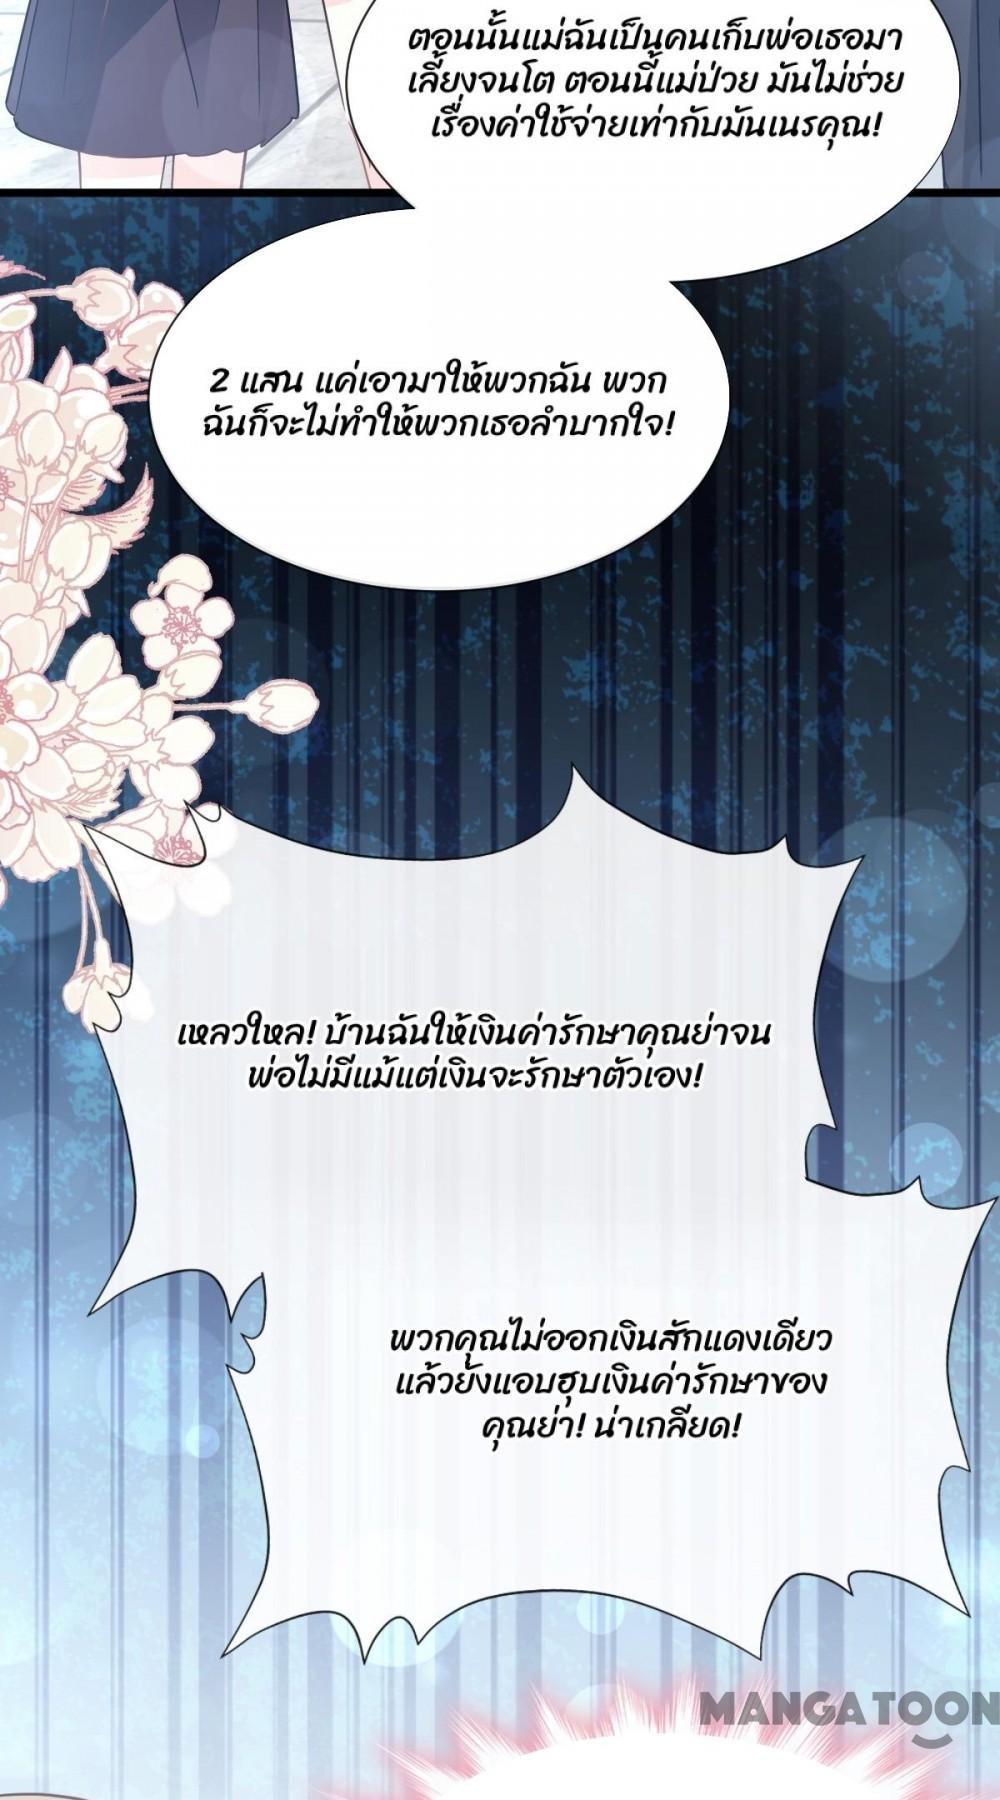 ตอนนั้นแม่ฉันเป็นคนเก็บพ่อเธอมา
เลี้ยงจนโต ตอนนี้แม่ป่วย มันไม่ช่วย
เรื่องค่าใช้จ่ายเท่ากับมันเนรคุณ!
2 แสน แค่เอามาให้พวกฉัน พวก
ฉันก็จะไม่ทำให้พวกเธอลำบากใจ!
เหลวใหล! บ้านฉันให้เงินค่ารักษาคุณย่าจน
พ่อไม่มีแม้แต่เงินจะรักษาตัวเอง!
พวกคุณไม่ออกเงินสักแดงเดียว
แล้วยังแอบฮุบเงินค่ารักษาของ
คุณย่า! น่าเกลียด!
MANGATOON